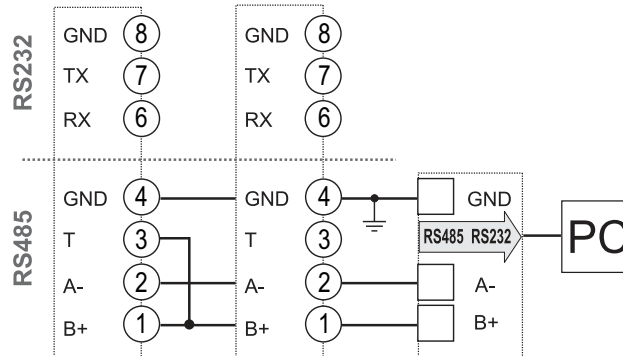 RS232
GND 8 GND 8
TX 7 TX 7
RX 6 RX 6
RS485
GND 4 GND 4 GND
T 3 T 3 RS485 RS232 PC
A- 2 A- 2 A-
B+ 1 B+ 1 B+